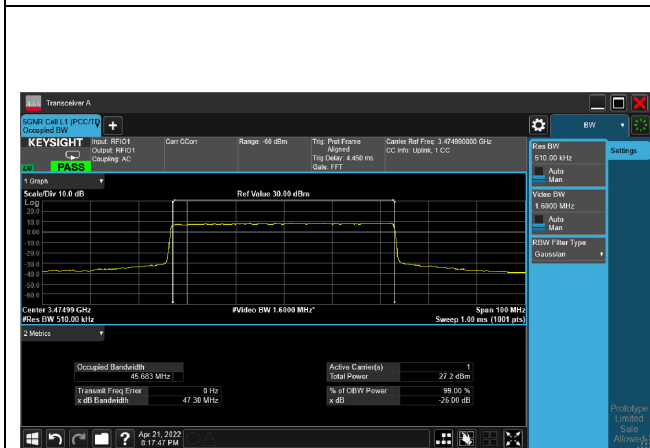 Transceiver A
5GNR Cell L1 (PCC/TD
Occupied BW
KEYSIGHT
PASS
Input: RFIO1
Output: RFIO1
Coupling: AC
Corr CCorr
Range: -60 dBm
Trig: Pref Frame
Aligned
Trig Delay: 4.450 ms
Gate: FFT
Carrier Ref Freq: 3.474990000 GHz
CC Info: Uplink, 1 CC
BW
Res BW
510.00 kHz
Auto
Man
Video BW
1.6000 MHz
Auto
Man
RBW Filter Type
Gaussian
Settings
1 Graph
Scale/Div 10.0 dB
Ref Value 30.00 dBm
Log
20.0
10.0
0.00
-10.0
-20.0
-30.0
-40.0
-50.0
-60.0
Center 3.47499 GHz
#Video BW 1.6000 MHz*
Span 100 MHz
#Res BW 510.00 kHz
Sweep 1.00 ms (1001 pts)
2 Metrics
Occupied Bandwidth
45.683 MHz
Active Carrier(s) 1
Total Power 27.2 dBm
Transmit Freq Error 0 Hz
% of OBW Power 99.00 %
x dB Bandwidth 47.30 MHz
x dB -26.00 dB
Apr 21, 2022
8:17:47 PM
Prototype
Limited
Sale
Allowed